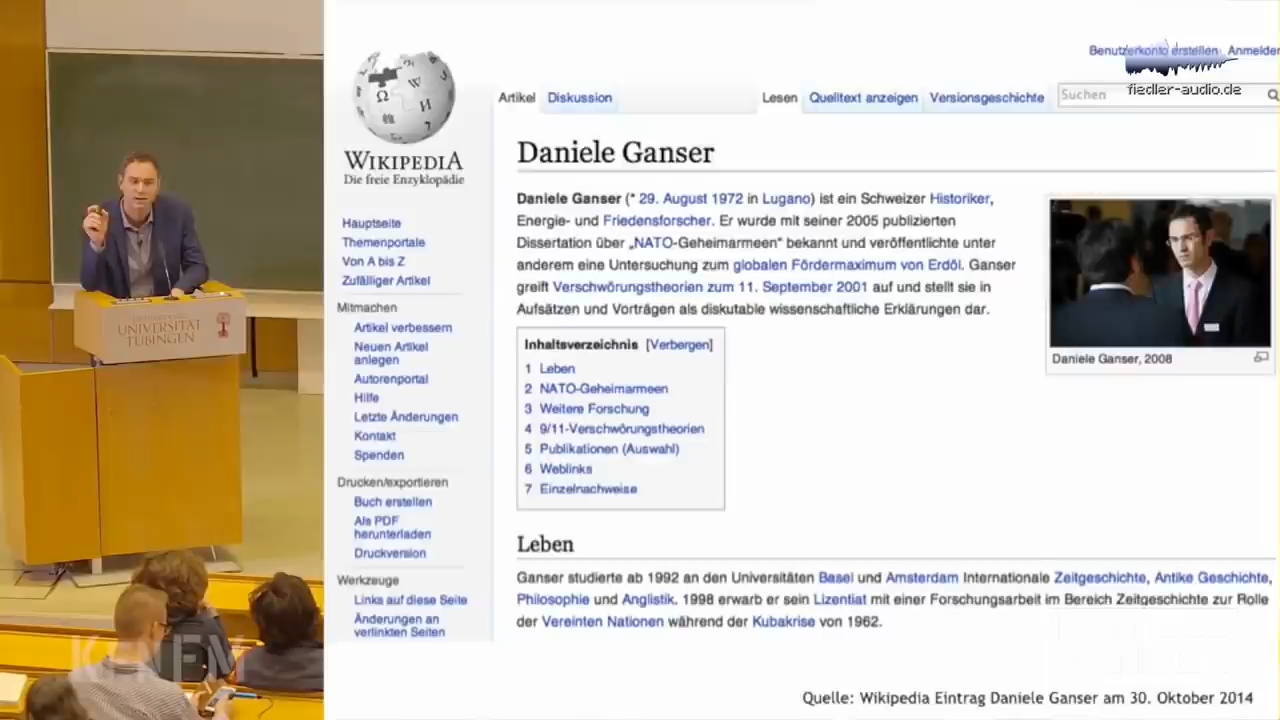 fiedler-audio.de
UNIVERSITÄT
TÜBINGEN
KENFM
WIKIPEDIA
Die freie Enzyklopädie
Hauptseite
Themenportale
Von A bis Z
Zufälliger Artikel
Mitmachen
Artikel verbessern
Neuen Artikel
anlegen
Autorenportal
Hilfe
Letzte Änderungen
Kontakt
Spenden
Drucken/exportieren
Buch erstellen
Als PDF
herunterladen
Druckversion
Werkzeuge
Links auf diese Seite
Änderungen an
verlinkten Seiten
Benutzerkonto erstellen Anmelden
Artikel Diskussion Lesen Quelltext anzeigen Versionsgeschichte Suchen
Daniele Ganser
Daniele Ganser (* 29. August 1972 in Lugano) ist ein Schweizer Historiker,
Energie- und Friedensforscher. Er wurde mit seiner 2005 publizierten
Dissertation über „NATO-Geheimarmeen“ bekannt und veröffentlichte unter
anderem eine Untersuchung zum globalen Fördermaximum von Erdöl. Ganser
greift Verschwörungstheorien zum 11. September 2001 auf und stellt sie in
Aufsätzen und Vorträgen als diskutable wissenschaftliche Erklärungen dar.
Daniele Ganser, 2008
Inhaltsverzeichnis [Verbergen]
1 Leben
2 NATO-Geheimarmeen
3 Weitere Forschung
4 9/11-Verschwörungstheorien
5 Publikationen (Auswahl)
6 Weblinks
7 Einzelnachweise
Leben
Ganser studierte ab 1992 an den Universitäten Basel und Amsterdam Internationale Zeitgeschichte, Antike Geschichte,
Philosophie und Anglistik. 1998 erwarb er sein Lizentiat mit einer Forschungsarbeit im Bereich Zeitgeschichte zur Rolle
der Vereinten Nationen während der Kubakrise von 1962.
Quelle: Wikipedia Eintrag Daniele Ganser am 30. Oktober 2014